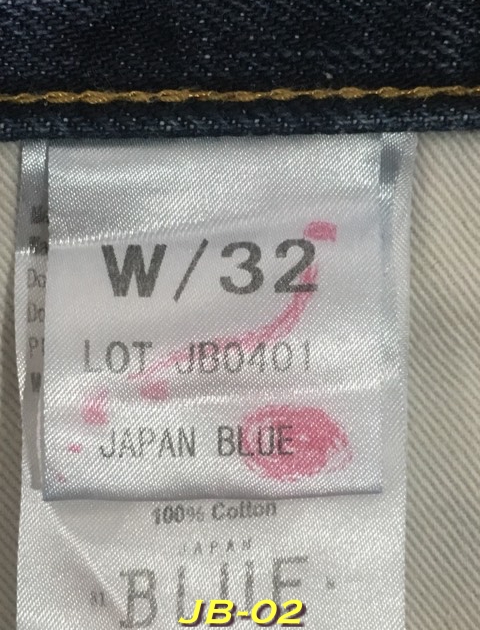 W/32
LOT JB0401
JAPAN BLUE
100% Cotton
JAPAN
BLUE
JB-02